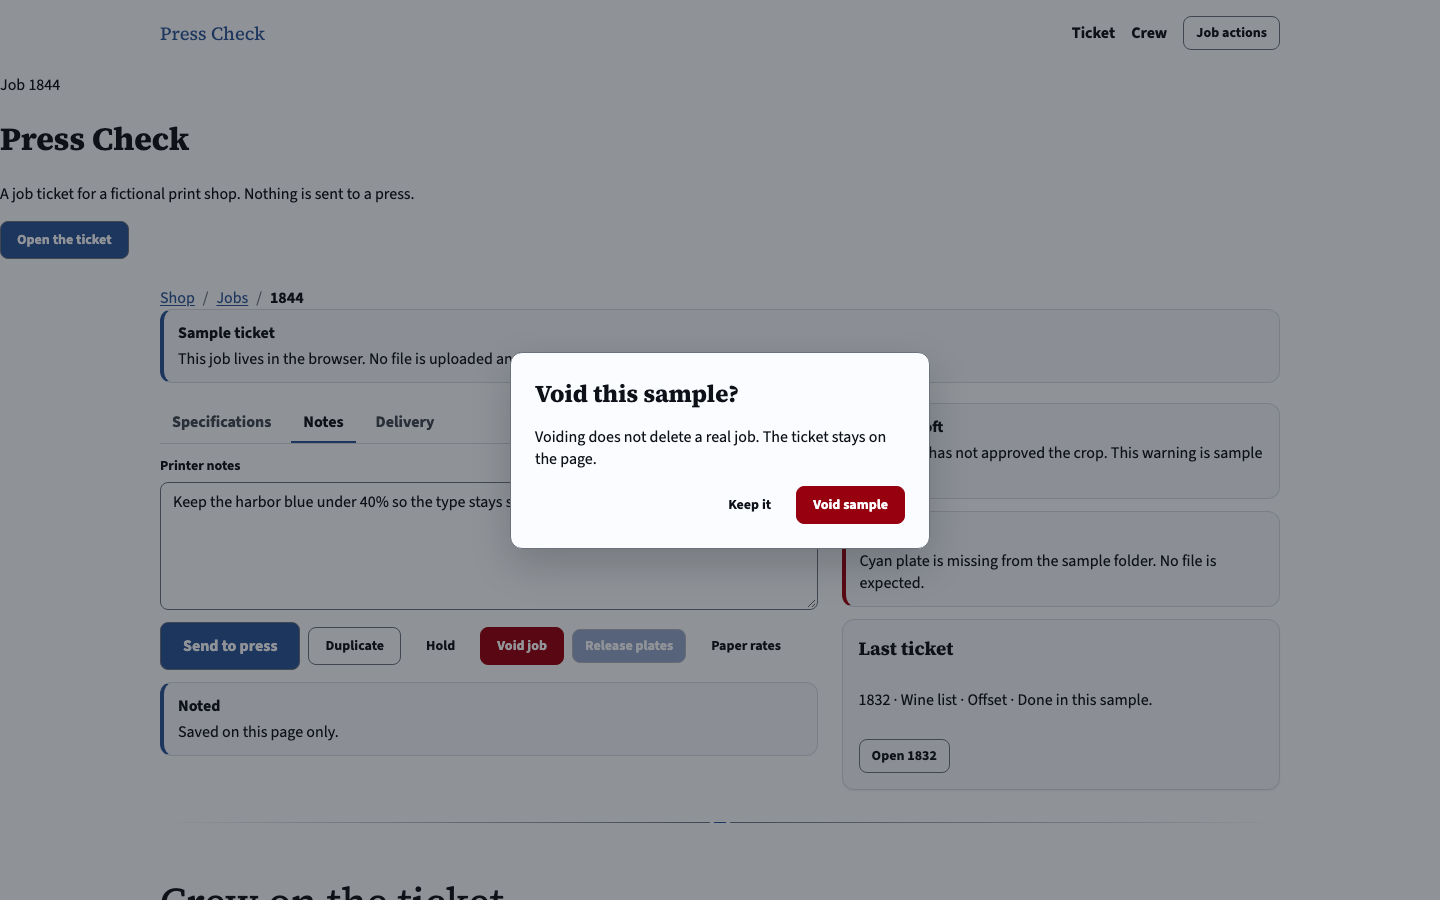 Press Check
Ticket
Crew
Job actions
Job 1844
Press Check
A job ticket for a fictional print shop. Nothing is sent to a press.
Open the ticket
Shop / Jobs / 1844
Sample ticket
This job lives in the browser. No file is uploaded
Void this sample?
Voiding does not delete a real job. The ticket stays on
the page.
Keep it
Void sample
Specifications
Notes
Delivery
Printer notes
Keep the harbor blue under 40% so the type stays
Send to press
Duplicate
Hold
Void job
Release plates
Paper rates
Noted
Saved on this page only.
has not approved the crop. This warning is sample
Cyan plate is missing from the sample folder. No file is
expected.
Last ticket
1832 · Wine list · Offset · Done in this sample.
Open 1832
Crew on the ticket